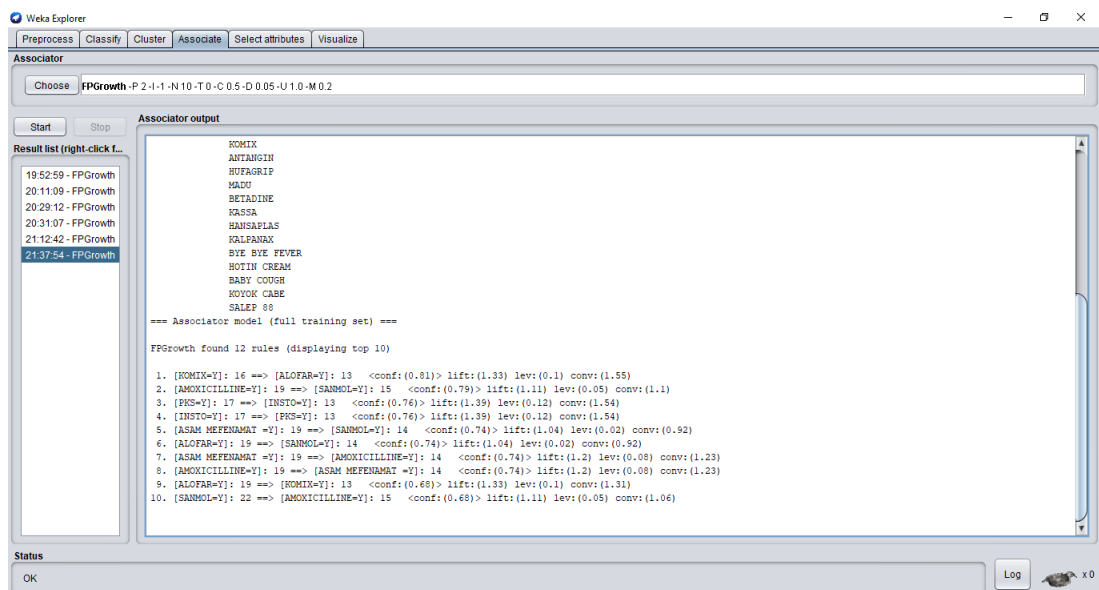 Weka Explorer
Preprocess Classify Cluster Associate Select attributes Visualize
Associator
Choose FPGrowth -P 2 -I -1 -N 10 -T 0 -C 0.5 -D 0.05 -U 1.0 -M 0.2
Start Stop
Result list (right-click f...
19:52:59 - FPGrowth
20:11:09 - FPGrowth
20:29:12 - FPGrowth
20:31:07 - FPGrowth
21:12:42 - FPGrowth
21:37:54 - FPGrowth
Associator output
KOMIX
ANTANGIN
HUFAGRIP
MADU
BETADINE
KASSA
HANSAPLAS
KALPANAX
BYE BYE FEVER
HOTIN CREAM
BABY COUGH
KOYOK CABE
SALEP 88
=== Associator model (full training set) ===
FPGrowth found 12 rules (displaying top 10)
1. [KOMIX=Y]: 16 ==> [ALOFAR=Y]: 13 <conf:(0.81)> lift:(1.33) lev:(0.1) conv:(1.55)
2. [AMOXICILLINE=Y]: 19 ==> [SANMOL=Y]: 15 <conf:(0.79)> lift:(1.11) lev:(0.05) conv:(1.1)
3. [PKS=Y]: 17 ==> [INSTO=Y]: 13 <conf:(0.76)> lift:(1.39) lev:(0.12) conv:(1.54)
4. [INSTO=Y]: 17 ==> [PKS=Y]: 13 <conf:(0.76)> lift:(1.39) lev:(0.12) conv:(1.54)
5. [ASAM MEFENAMAT =Y]: 19 ==> [SANMOL=Y]: 14 <conf:(0.74)> lift:(1.04) lev:(0.02) conv:(0.92)
6. [ALOFAR=Y]: 19 ==> [SANMOL=Y]: 14 <conf:(0.74)> lift:(1.04) lev:(0.02) conv:(0.92)
7. [ASAM MEFENAMAT =Y]: 19 ==> [AMOXICILLINE=Y]: 14 <conf:(0.74)> lift:(1.2) lev:(0.08) conv:(1.23)
8. [AMOXICILLINE=Y]: 19 ==> [ASAM MEFENAMAT =Y]: 14 <conf:(0.74)> lift:(1.2) lev:(0.08) conv:(1.23)
9. [ALOFAR=Y]: 19 ==> [KOMIX=Y]: 13 <conf:(0.68)> lift:(1.33) lev:(0.1) conv:(1.31)
10. [SANMOL=Y]: 22 ==> [AMOXICILLINE=Y]: 15 <conf:(0.68)> lift:(1.11) lev:(0.05) conv:(1.06)
Status
OK
Log x 0